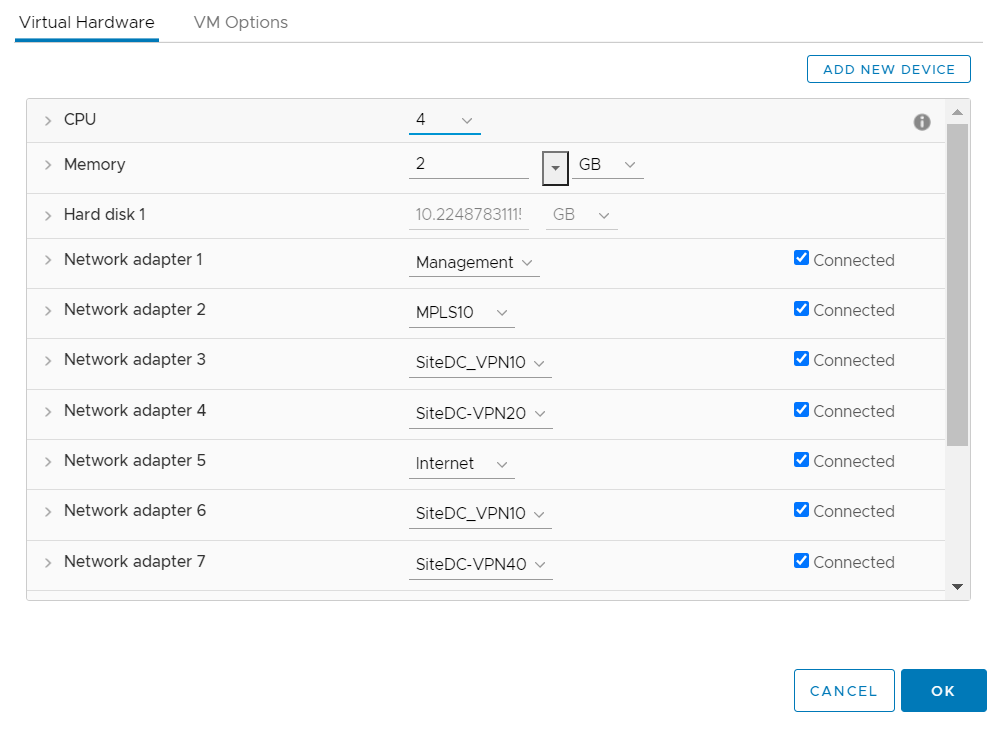 Virtual Hardware VM Options
ADD NEW DEVICE
CPU 4
Memory 2 GB
Hard disk 1 10.2248783111! GB
Network adapter 1 Management Connected
Network adapter 2 MPLS10 Connected
Network adapter 3 SiteDC_VPN10 Connected
Network adapter 4 SiteDC-VPN20 Connected
Network adapter 5 Internet Connected
Network adapter 6 SiteDC_VPN10 Connected
Network adapter 7 SiteDC-VPN40 Connected
CANCEL OK